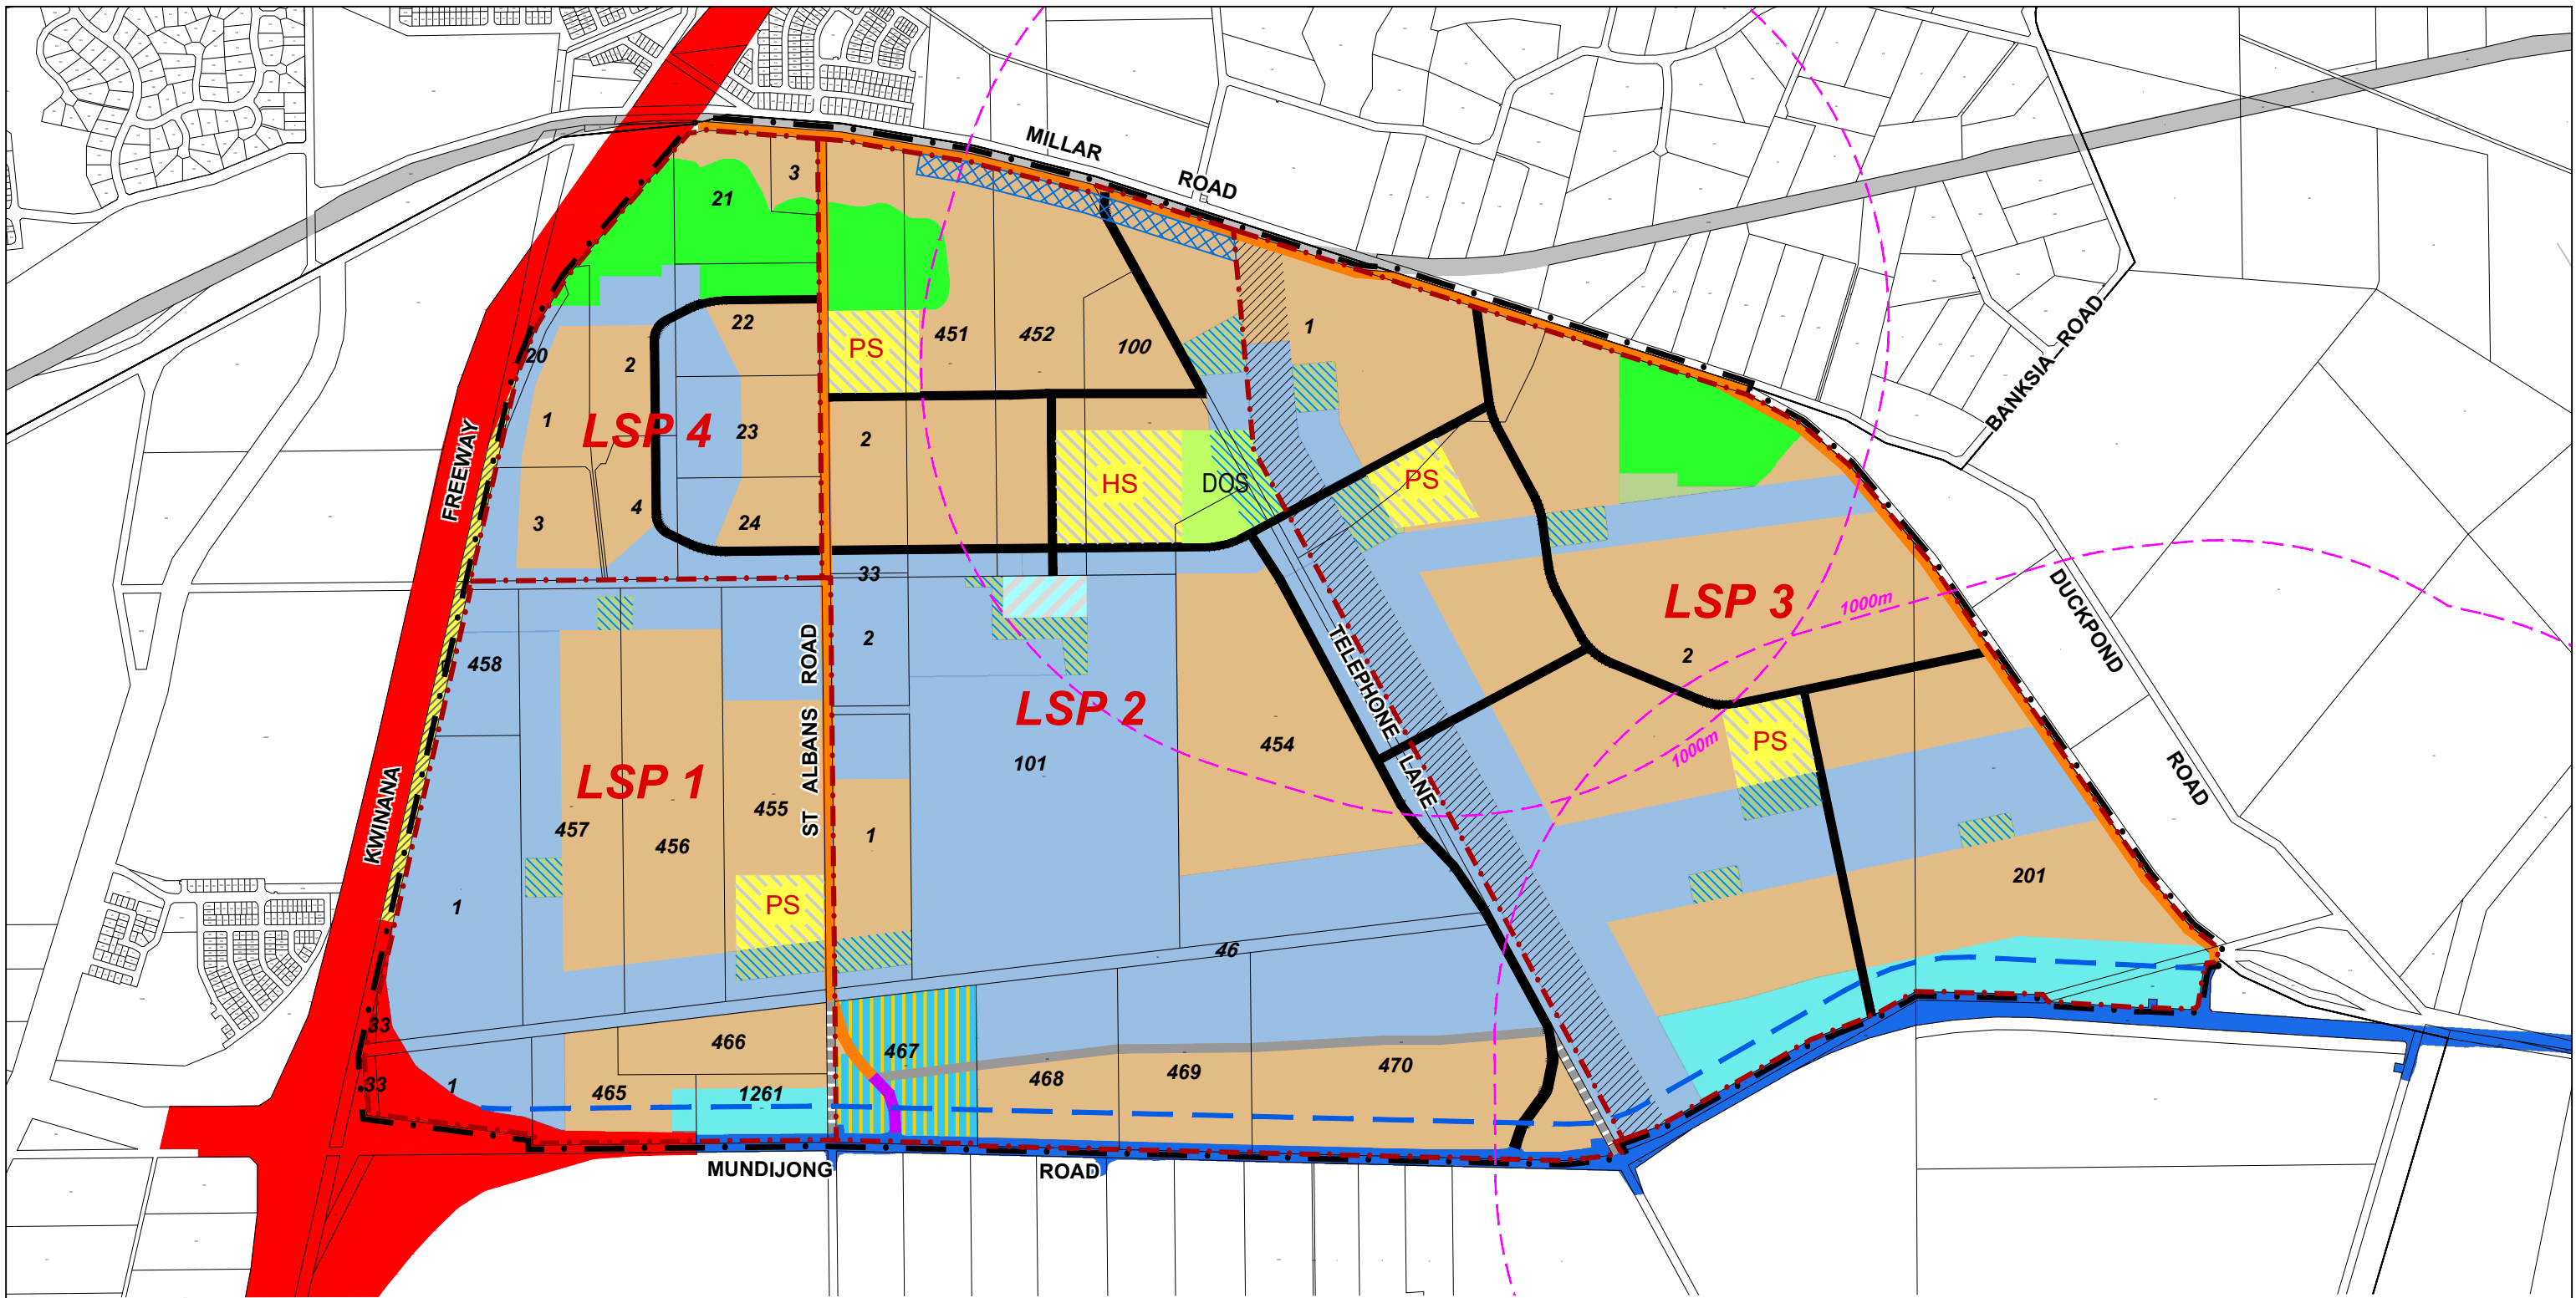 MILLAR
ROAD
3
21
22
20
2
PS
451
452
100
1
BANKSIA ROAD
1
LSP 4
23
2
FREEWAY
HS
DOS
PS
3
4
24
33
DUCKPOND
ROAD
LSP 3
1000m
2
458
2
ST ALBANS ROAD
TELEPHONE LANE
LSP 2
454
PS
1000m
101
LSP 1
455
KWINANA
457
456
1
201
1
PS
46
33
466
467
468
469
470
33
1
465
1261
MUNDIJONG
ROAD